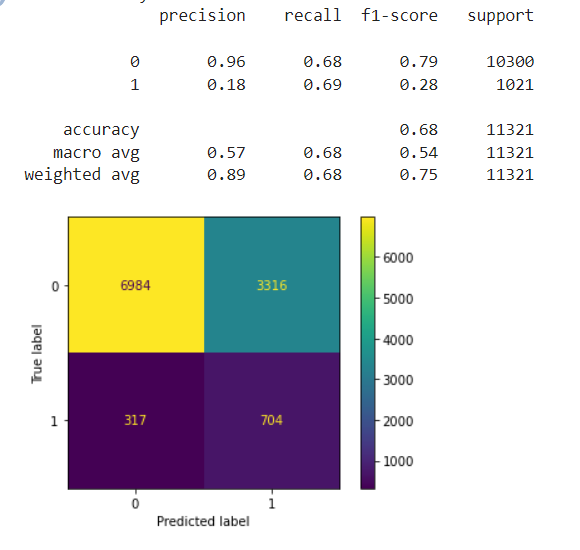 precision recall f1-score support
0 0.96 0.68 0.79 10300
1 0.18 0.69 0.28 1021
accuracy 0.68 11321
macro avg 0.57 0.68 0.54 11321
weighted avg 0.89 0.68 0.75 11321
6984 3316
317 704
0
1
True label
0 1
Predicted label
6000
5000
4000
3000
2000
1000